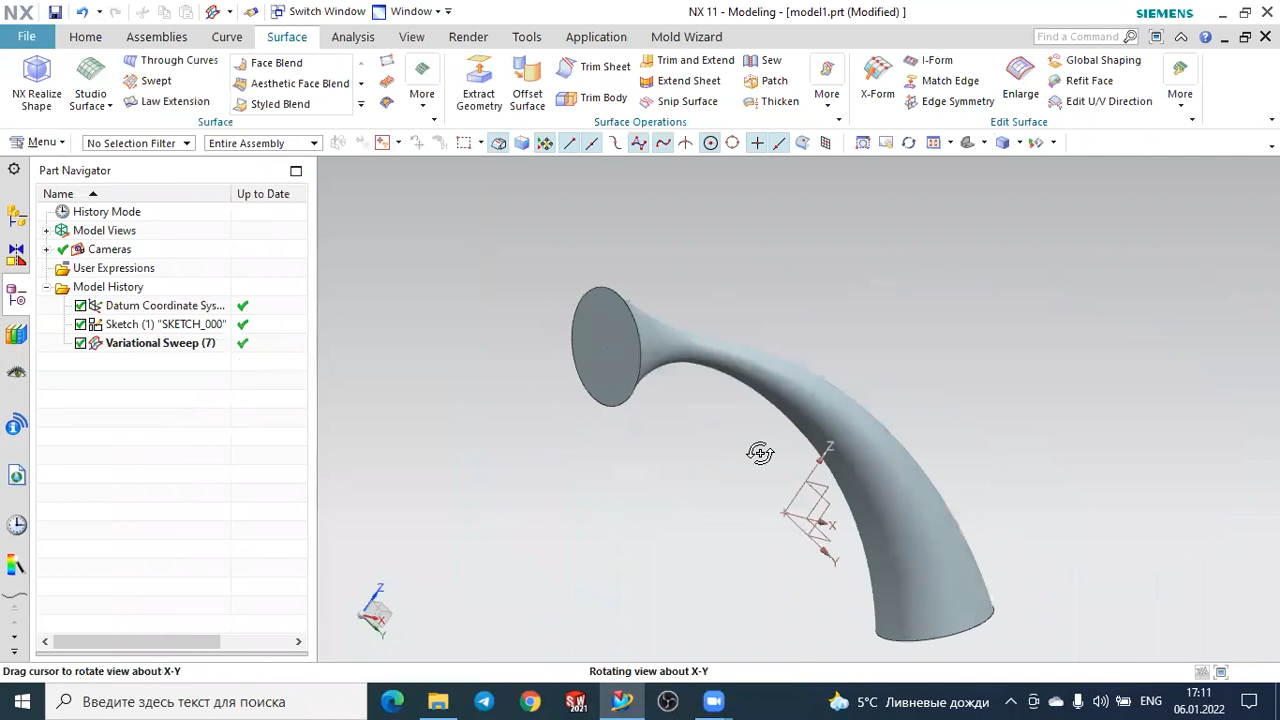 NX Switch Window Window NX 11 - Modeling - [model1.prt (Modified) ] SIEMENS
File Home Assemblies Curve Surface Analysis View Render Tools Application Mold Wizard Find a Command
NX Realize Shape
Studio Surface
Through Curves
Swept
Law Extension
Face Blend
Aesthetic Face Blend
Styled Blend
More
Surface
Extract Geometry
Offset Surface
Trim Sheet
Trim Body
Trim and Extend
Extend Sheet
Snip Surface
Sew
Patch
Thicken
More
Surface Operations
X-Form
I-Form
Match Edge
Edge Symmetry
Enlarge
Global Shaping
Refit Face
Edit U/V Direction
More
Edit Surface
Menu No Selection Filter Entire Assembly
Part Navigator
Name Up to Date
History Mode
Model Views
Cameras
User Expressions
Model History
Datum Coordinate Sys...
Sketch (1) "SKETCH_000"
Variational Sweep (7)
Z
X
Y
Z
X
Y
Drag cursor to rotate view about X-Y Rotating view about X-Y
Введите здесь текст для поиска SW 2021 5°C Ливневые дожди ENG 17:11
06.01.2022